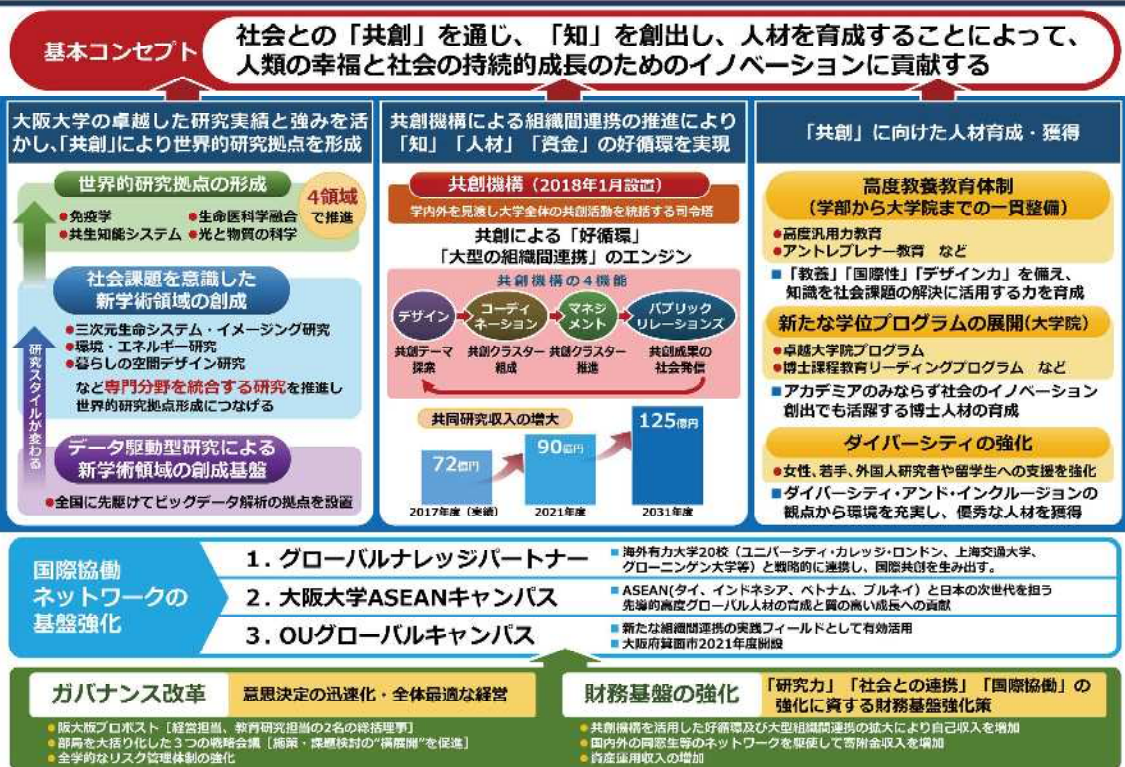 基本コンセプト
社会との「共創」を通じ、「知」を創出し、人材を育成することによって、
人類の幸福と社会の持続的成長のためのイノベーションに貢献する
大阪大学の卓越した研究実績と強みを活
かし、「共創」により世界的研究拠点を形成
世界的研究拠点の形成
4領域
で推進
●免疫学 ●生命医科学融合
●共生知能システム ●光と物質の科学
社会課題を意識した
新学術領域の創成
●三次元生命システム・イメージング研究
●環境・エネルギー研究
●暮らしの空間デザイン研究
など専門分野を統合する研究を推進し
世界的研究拠点形成につなげる
研究スタイルが変わる
データ駆動型研究による
新学術領域の創成基盤
●全国に先駆けてビッグデータ解析の拠点を設置
共創機構による組織間連携の推進により
「知」「人材」「資金」の好循環を実現
共創機構（2018年1月設置）
学内外を見渡し大学全体の共創活動を統括する司令塔
共創による「好循環」
「大型の組織間連携」のエンジン
共創機構の4機能
デザイン
コーディ
ネーション
マネジ
メント
パブリック
リレーションズ
共創テーマ
探索
共創クラスター
組成
共創クラスター
推進
共創成果の
社会発信
共同研究収入の増大
72億円
90億円
125億円
2017年度（実績） 2021年度 2031年度
「共創」に向けた人材育成・獲得
高度教養教育体制
（学部から大学院までの一貫整備）
●高度汎用力教育
●アントレプレナー教育 など
■「教養」「国際性」「デザイン力」を備え、
知識を社会課題の解決に活用する力を育成
新たな学位プログラムの展開(大学院)
●卓越大学院プログラム
●博士課程教育リーディングプログラム など
■アカデミアのみならず社会のイノベーション
創出でも活躍する博士人材の育成
ダイバーシティの強化
●女性、若手、外国人研究者や留学生への支援を強化
■ダイバーシティ・アンド・インクルージョンの
観点から環境を充実し、優秀な人材を獲得
国際協働
ネットワークの
基盤強化
1．グローバルナレッジパートナー
■海外有力大学20校（ユニバーシティ・カレッジ・ロンドン、上海交通大学、
グローニンゲン大学等）と戦略的に連携し、国際共創を生み出す。
2．大阪大学ASEANキャンパス
■ASEAN(タイ、インドネシア、ベトナム、ブルネイ）と日本の次世代を担う
先導的高度グローバル人材の育成と質の高い成長への貢献
3．OUグローバルキャンパス
■新たな組織間連携の実践フィールドとして有効活用
■大阪府箕面市2021年度開設
ガバナンス改革
意思決定の迅速化・全体最適な経営
●阪大版プロボスト［経営担当、教育研究担当の2名の総括理事］
●部局を大括り化した３つの戦略会議［施策・課題検討の“横展開”を促進］
●全学的なリスク管理体制の強化
財務基盤の強化
「研究力」「社会との連携」「国際協働」の
強化に資する財務基盤強化策
●共創機構を活用した好循環及び大型組織間連携の拡大により自己収入を増加
●国内外の同窓生等のネットワークを駆使して寄附金収入を増加
●資産運用収入の増加